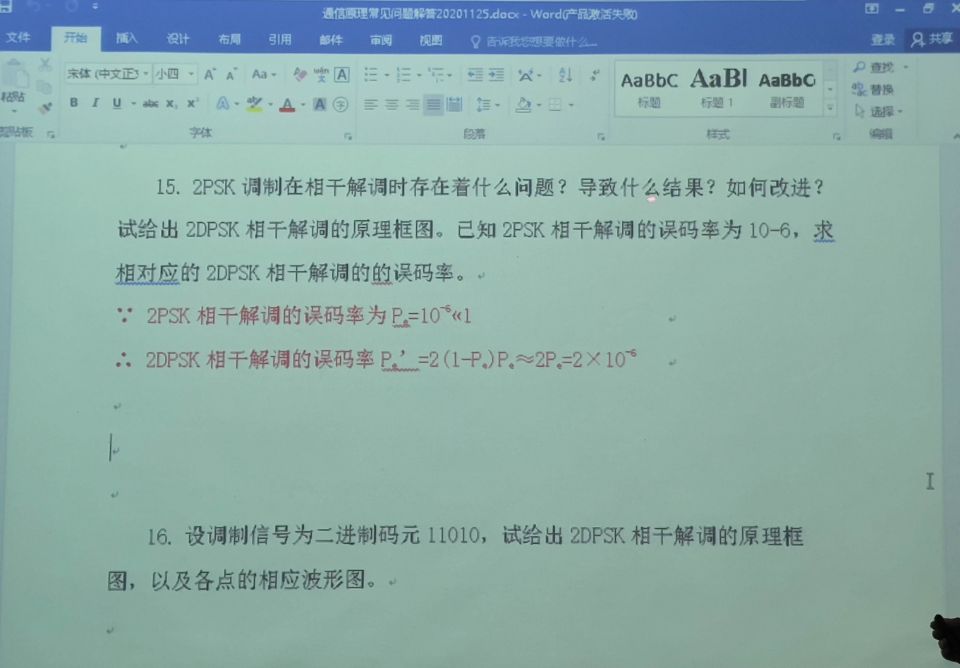 通信原理常见问题解答20201125.docx - Word(产品激活失败)
文件 开始 插入 设计 布局 引用 邮件 审阅 视图 告诉我您想要做什么... 登录 共享
粘贴 宋体 (中文正 小四 A A Aa 查找
AaBbC AaBl AaBbC 替换
B I U abc X₂ X² A A 标题 标题 1 副标题 选择
剪贴板 字体 段落 样式 编辑
15. 2PSK 调制在相干解调时存在着什么问题？导致什么结果？如何改进？
试给出 2DPSK 相干解调的原理框图。已知 2PSK 相干解调的误码率为 10-6，求
相对应的 2DPSK 相干解调的的误码率。
∵ 2PSK 相干解调的误码率为 Pₑ=10⁻⁶«1
∴ 2DPSK 相干解调的误码率 Pₑ’ =2(1-Pₑ)Pₑ≈2Pₑ=2×10⁻⁶
16. 设调制信号为二进制码元 11010，试给出 2DPSK 相干解调的原理框
图，以及各点的相应波形图。